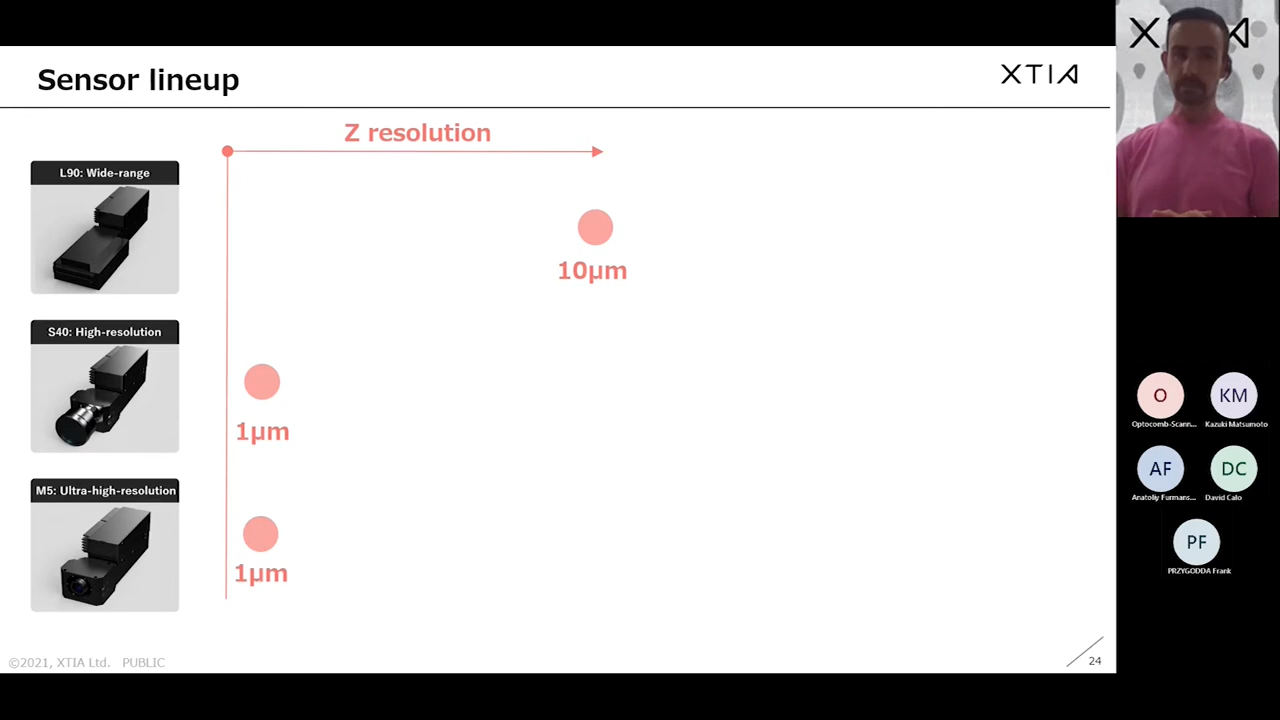 Sensor lineup
XTIA
Z resolution
L90: Wide-range
10μm
S40: High-resolution
1μm
M5: Ultra-high-resolution
1μm
©2021, XTIA Ltd. PUBLIC
24
X
O
KM
Optocomb-Scann...
Kazuki Matsumoto
AF
DC
Anatoliy Furmans...
David Calo
PF
PRZYGODDA Frank